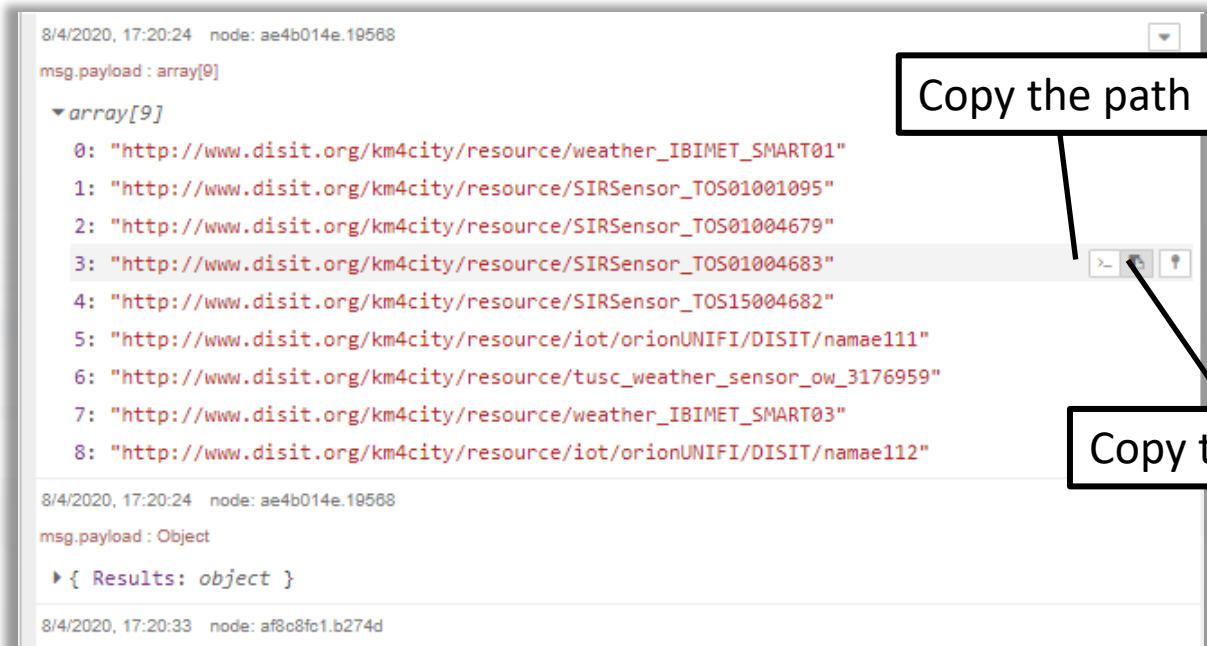 8/4/2020, 17:20:24 node: ae4b014e.19568
msg.payload : array[9]
Copy the path
array[9]
0: "http://www.disit.org/km4city/resource/weather_IBIMET_SMART01"
1: "http://www.disit.org/km4city/resource/SIRSensor_TOS01001095"
2: "http://www.disit.org/km4city/resource/SIRSensor_TOS01004679"
3: "http://www.disit.org/km4city/resource/SIRSensor_TOS01004683"
4: "http://www.disit.org/km4city/resource/SIRSensor_TOS15004682"
5: "http://www.disit.org/km4city/resource/iot/orionUNIFI/DISIT/namae111"
6: "http://www.disit.org/km4city/resource/tusc_weather_sensor_ow_3176959"
7: "http://www.disit.org/km4city/resource/weather_IBIMET_SMART03"
8: "http://www.disit.org/km4city/resource/iot/orionUNIFI/DISIT/namae112"
Copy
8/4/2020, 17:20:24 node: ae4b014e.19568
msg.payload : Object
{ Results: object }
8/4/2020, 17:20:33 node: af8c8fc1.b274d